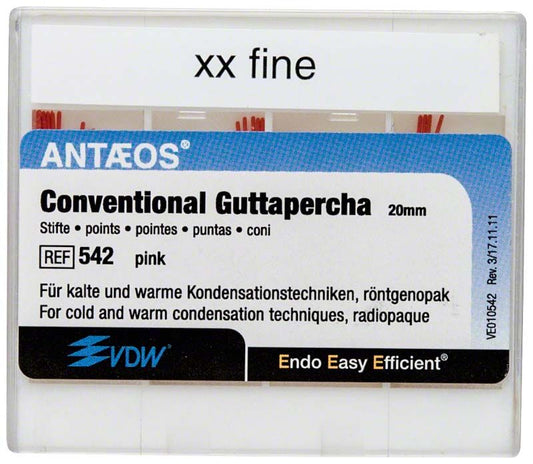 xx fine
ANTÆOS®
Conventional Guttapercha 20mm
Stifte • points • pointes • puntas • coni
REF 542 pink
Für kalte und warme Kondensationstechniken, röntgenopak
For cold and warm condensation techniques, radiopaque
VDW®
Endo Easy Efficient®
VE010542 Rev. 3/17.11.11